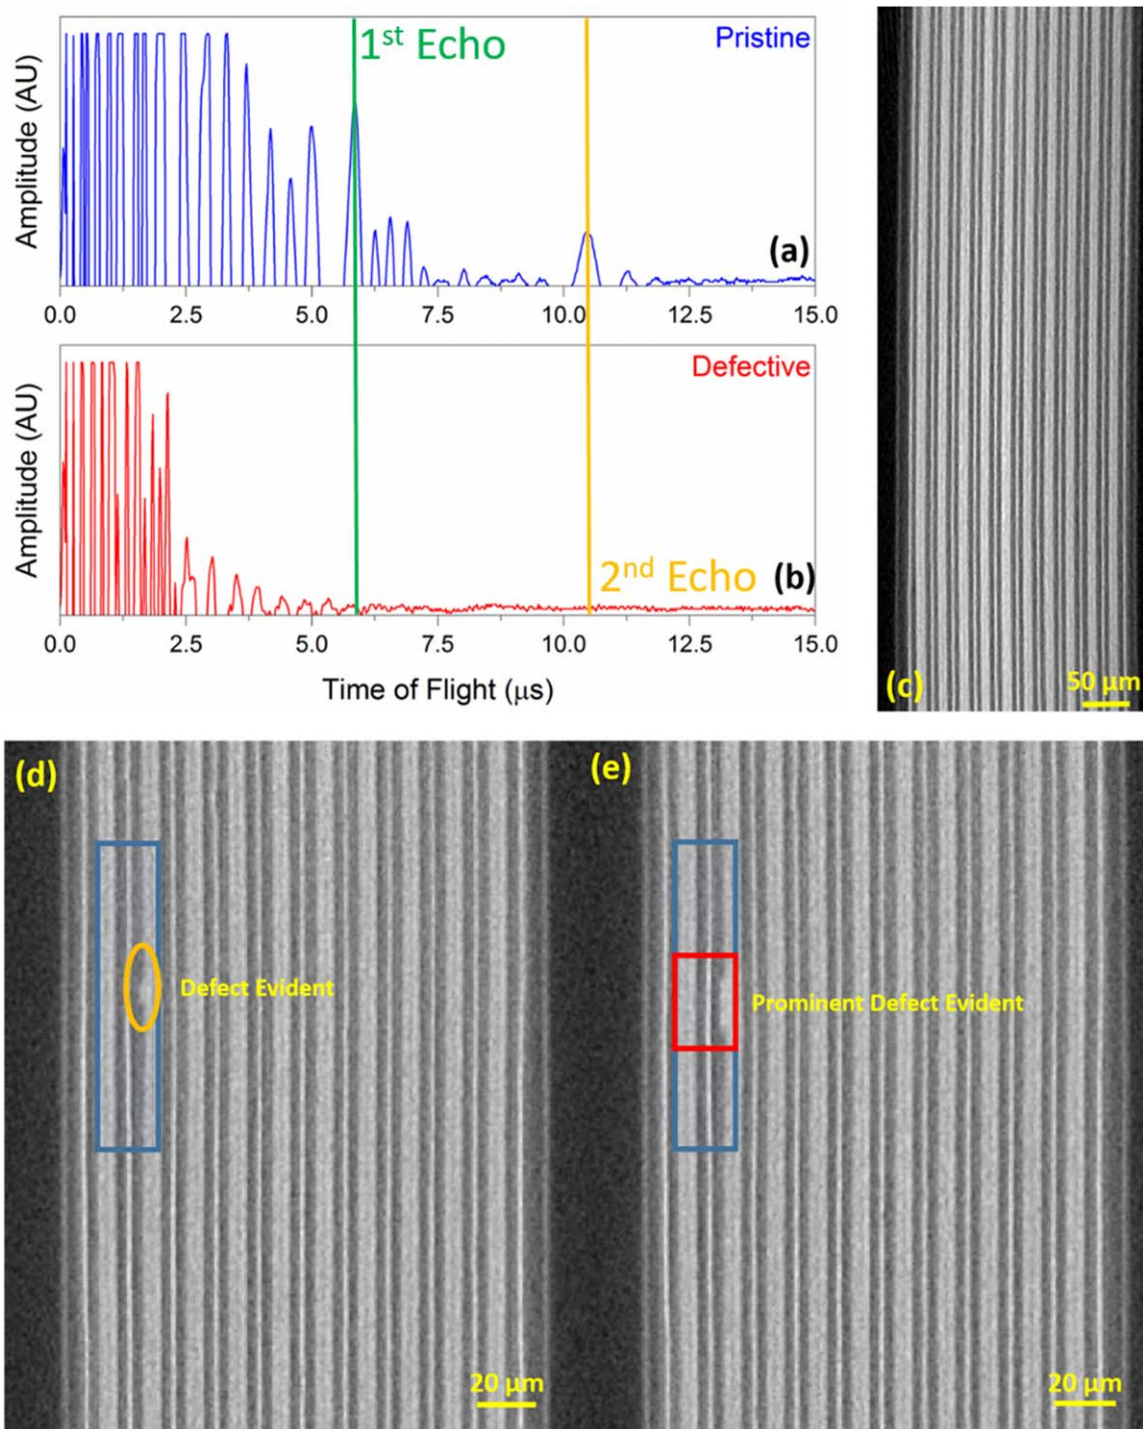 1st Echo
Pristine
Amplitude (AU)
(a)
0.0 2.5 5.0 7.5 10.0 12.5 15.0
Defective
Amplitude (AU)
2nd Echo
(b)
0.0 2.5 5.0 7.5 10.0 12.5 15.0
Time of Flight (μs)
(c)
50 μm
(d)
Defect Evident
20 μm
(e)
Prominent Defect Evident
20 μm